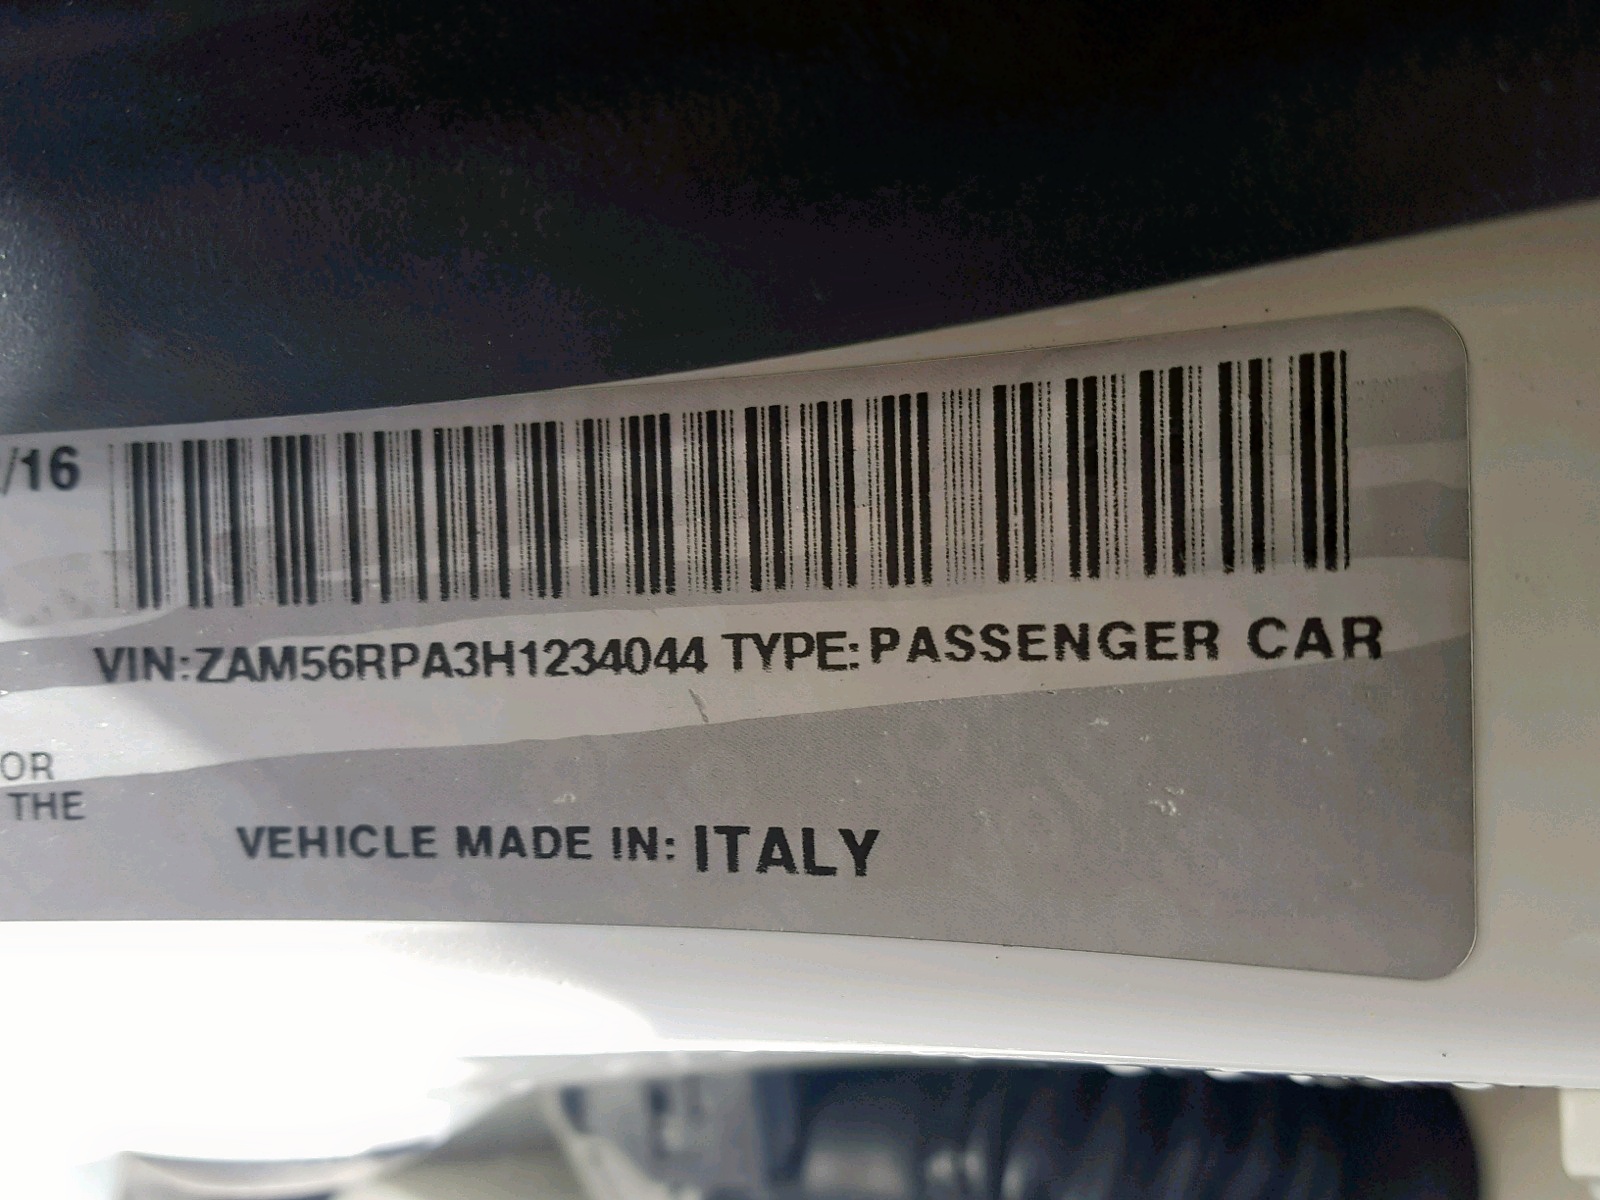 /16
VIN:ZAM56RPA3H1234044 TYPE:PASSENGER CAR
OR
THE
VEHICLE MADE IN: ITALY